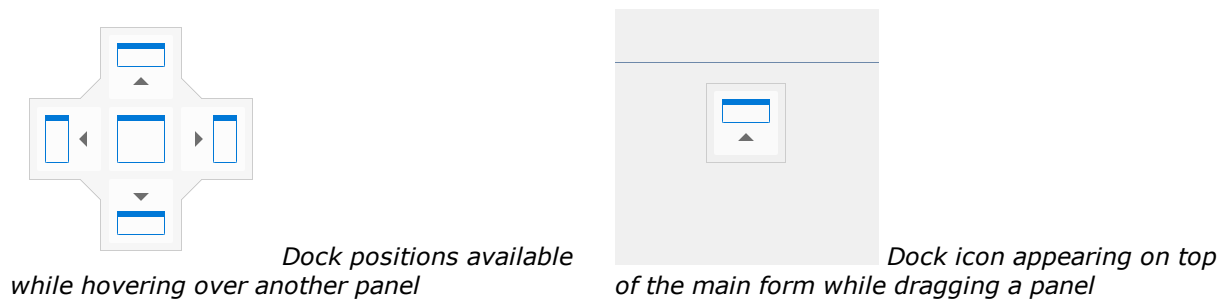 Dock positions available
while hovering over another panel
Dock icon appearing on top
of the main form while dragging a panel